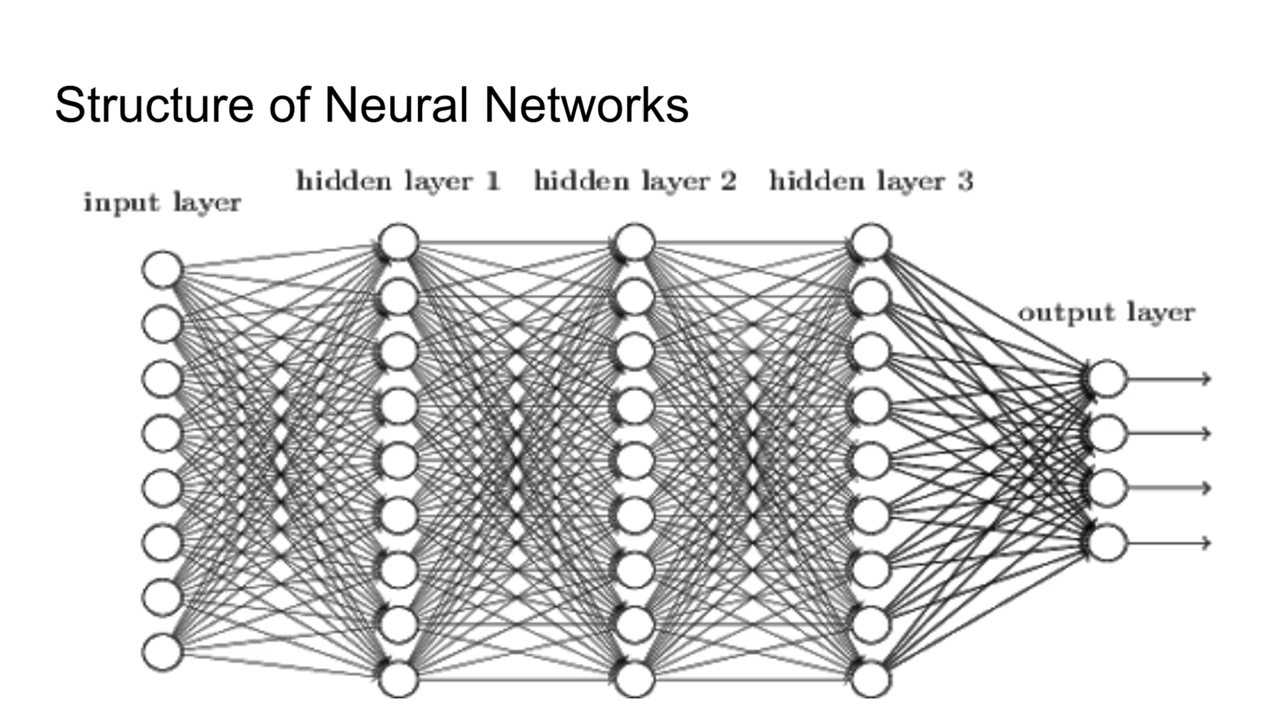 Structure of Neural Networks
input layer
hidden layer 1
hidden layer 2
hidden layer 3
output layer